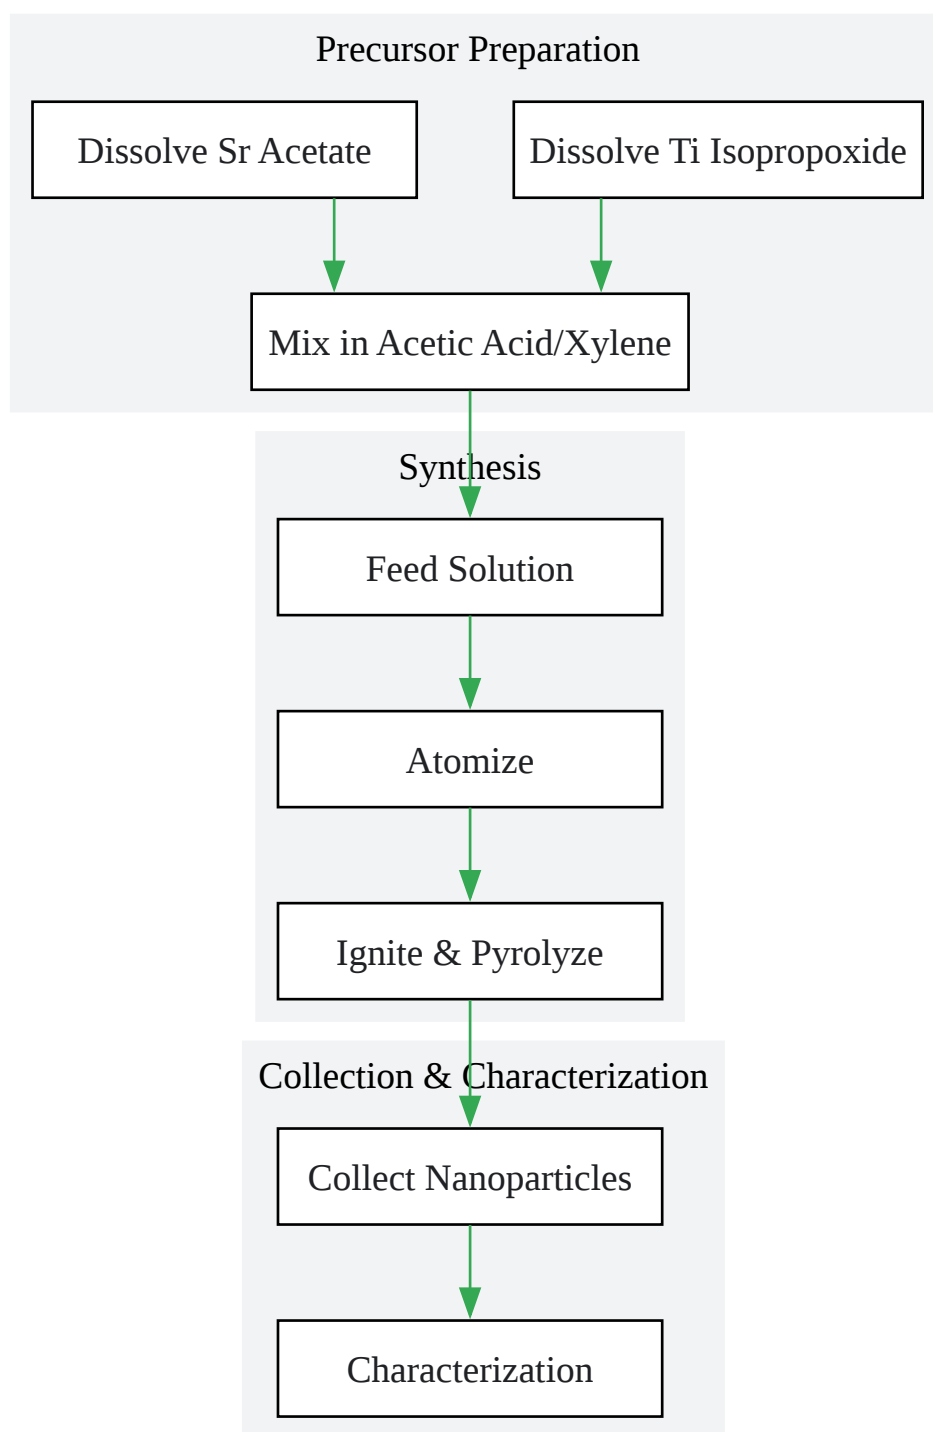 Precursor Preparation
Dissolve Sr Acetate
Dissolve Ti Isopropoxide
Mix in Acetic Acid/Xylene
Synthesis
Feed Solution
Atomize
Ignite & Pyrolyze
Collection & Characterization
Collect Nanoparticles
Characterization